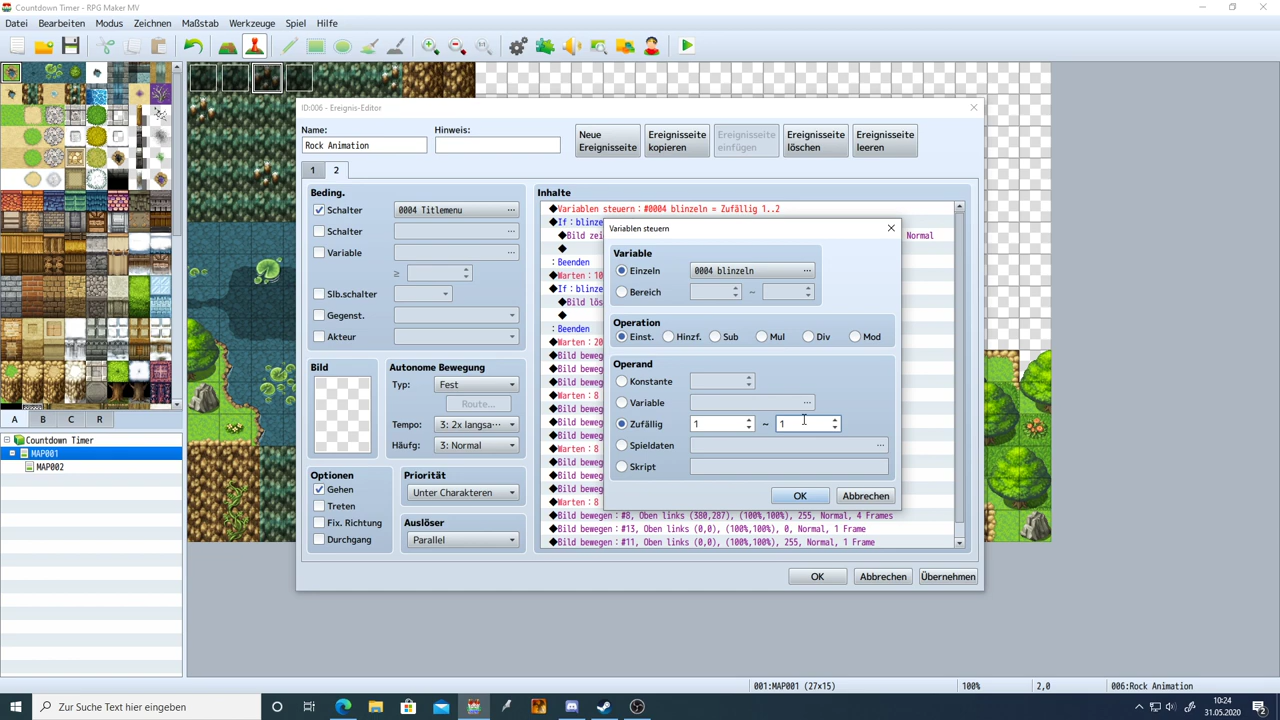 Countdown Timer - RPG Maker MV
Datei Bearbeiten Modus Zeichnen Maßstab Werkzeuge Spiel Hilfe
ID:006 - Ereignis-Editor
Name: Hinweis:
Rock Animation
Neue Ereignisseite
Ereignisseite kopieren
Ereignisseite einfügen
Ereignisseite löschen
Ereignisseite leeren
1 2
Beding.
Schalter 0004 Titlemenu ...
Schalter ...
Variable ...
≥
Slb.schalter
Gegenst.
Akteur
Bild
Autonome Bewegung
Typ: Fest
Route...
Tempo: 3: 2x langsa···
Häufg: 3: Normal
Optionen
Gehen
Treten
Fix. Richtung
Durchgang
Priorität
Unter Charakteren
Auslöser
Parallel
Inhalte
◆Variablen steuern：#0004 blinzeln = Zufällig 1..2
◆If：blinze
◆Bild zei Normal
◆
：Beenden
◆Warten：10
◆If：blinze
◆Bild lös
◆
：Beenden
◆Warten：20
◆Bild beweg
◆Bild beweg
◆Bild beweg
◆Warten：8
◆Bild beweg
◆Bild beweg
◆Bild beweg
◆Warten：8
◆Bild beweg
◆Bild beweg
◆Bild beweg
◆Warten：8
◆Bild bewegen：#8, Oben links (380,287), (100%,100%), 255, Normal, 4 Frames
◆Bild bewegen：#13, Oben links (0,0), (100%,100%), 0, Normal, 1 Frame
◆Bild bewegen：#11, Oben links (0,0), (100%,100%), 255, Normal, 1 Frame
OK Abbrechen Übernehmen
Variablen steuern
Variable
Einzeln 0004 blinzeln ...
Bereich ~
Operation
Einst. Hinzf. Sub Mul Div Mod
Operand
Konstante
Variable ...
Zufällig 1 ~ 1
Spieldaten ...
Skript
OK Abbrechen
A B C R
Countdown Timer
MAP001
MAP002
001:MAP001 (27×15) 100% 2,0 006:Rock Animation
Zur Suche Text hier eingeben
10:24
31.05.2020
2